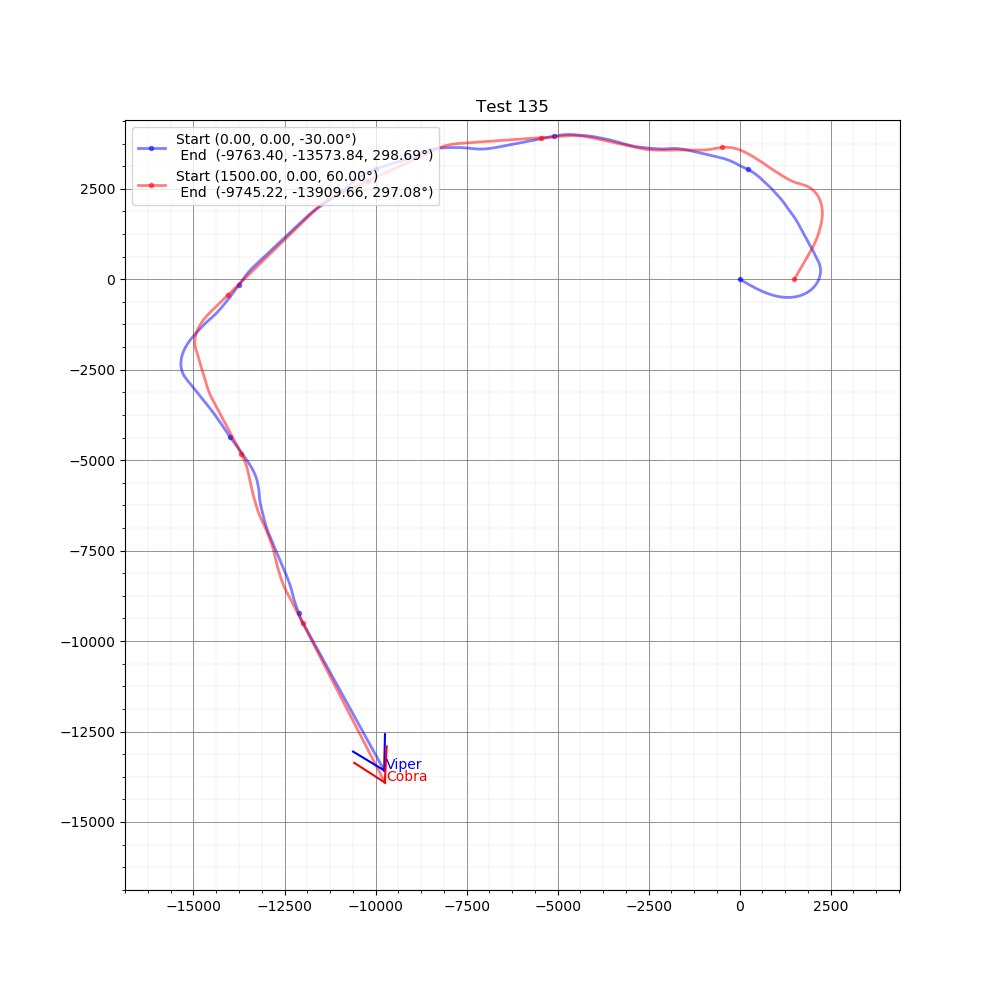 Test 135
Start (0.00, 0.00, -30.00°)
End (-9763.40, -13573.84, 298.69°)
Start (1500.00, 0.00, 60.00°)
End (-9745.22, -13909.66, 297.08°)
2500
0
−2500
−5000
−7500
−10000
−12500
−15000
Viper
Cobra
−15000 −12500 −10000 −7500 −5000 −2500 0 2500